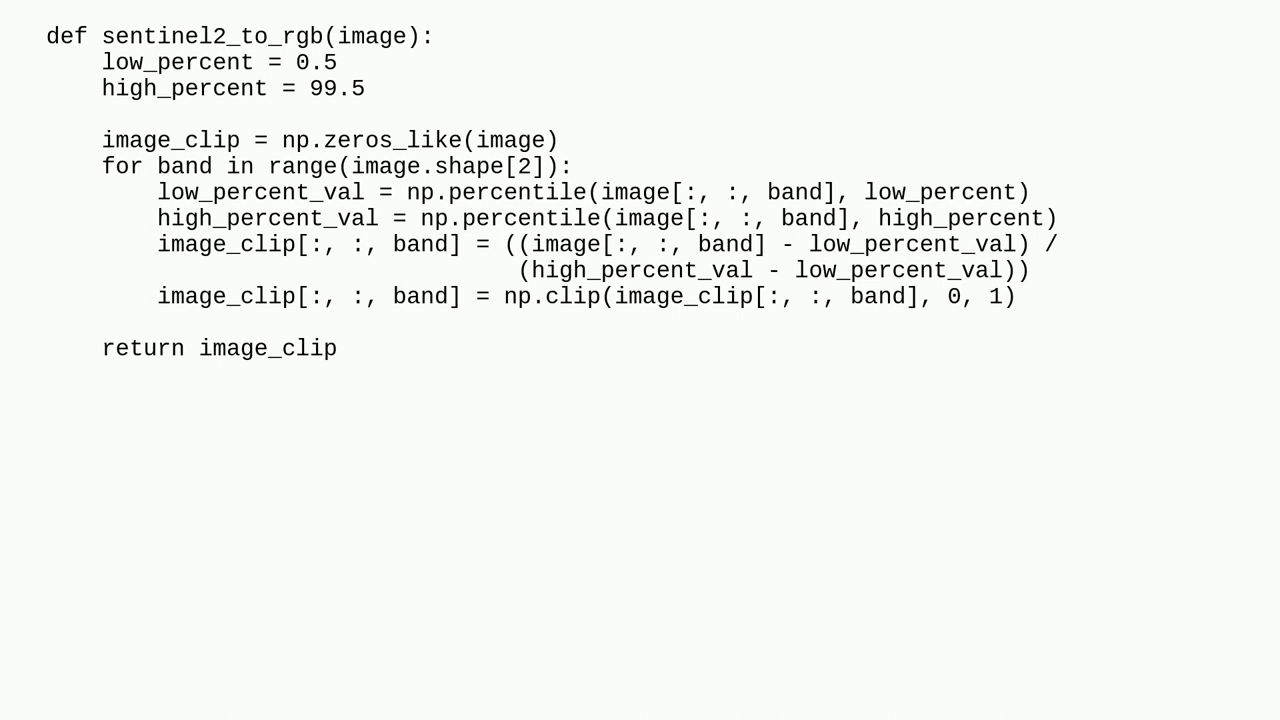 def sentinel2_to_rgb(image):
    low_percent = 0.5
    high_percent = 99.5

    image_clip = np.zeros_like(image)
    for band in range(image.shape[2]):
        low_percent_val = np.percentile(image[:, :, band], low_percent)
        high_percent_val = np.percentile(image[:, :, band], high_percent)
        image_clip[:, :, band] = ((image[:, :, band] - low_percent_val) /
                                  (high_percent_val - low_percent_val))
        image_clip[:, :, band] = np.clip(image_clip[:, :, band], 0, 1)

    return image_clip